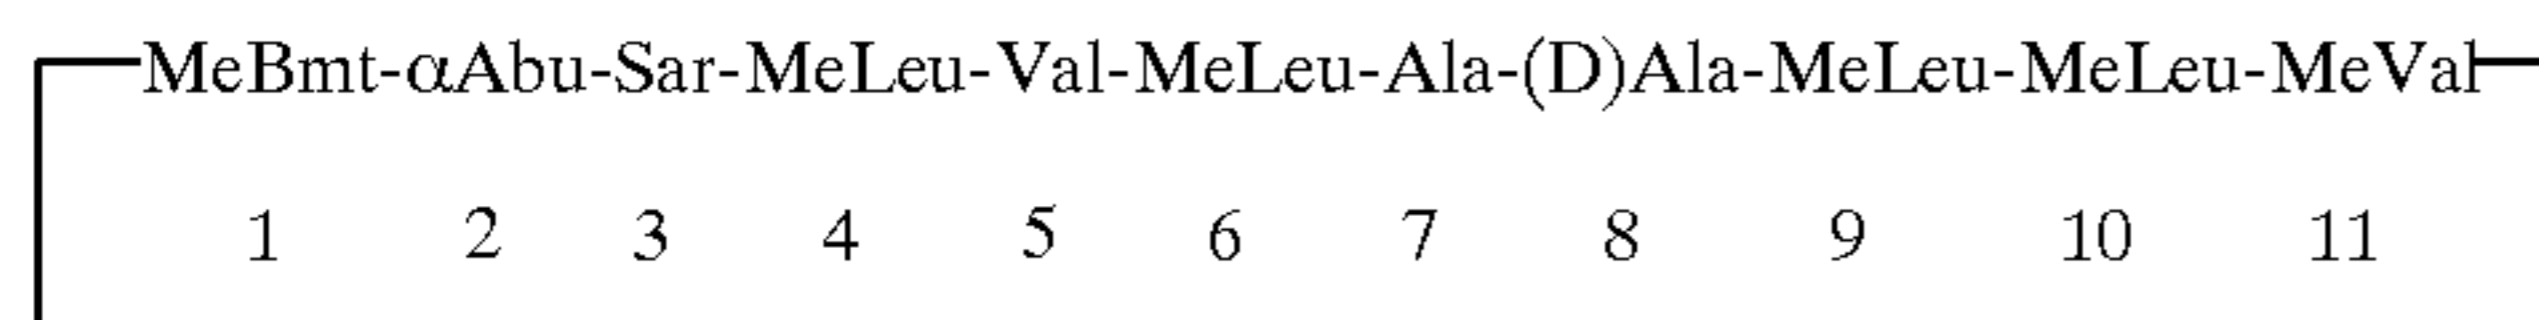 MeBmt-αAbu-Sar-MeLeu-Val-MeLeu-Ala-(D)Ala-MeLeu-MeLeu-MeVal
1 2 3 4 5 6 7 8 9 10 11